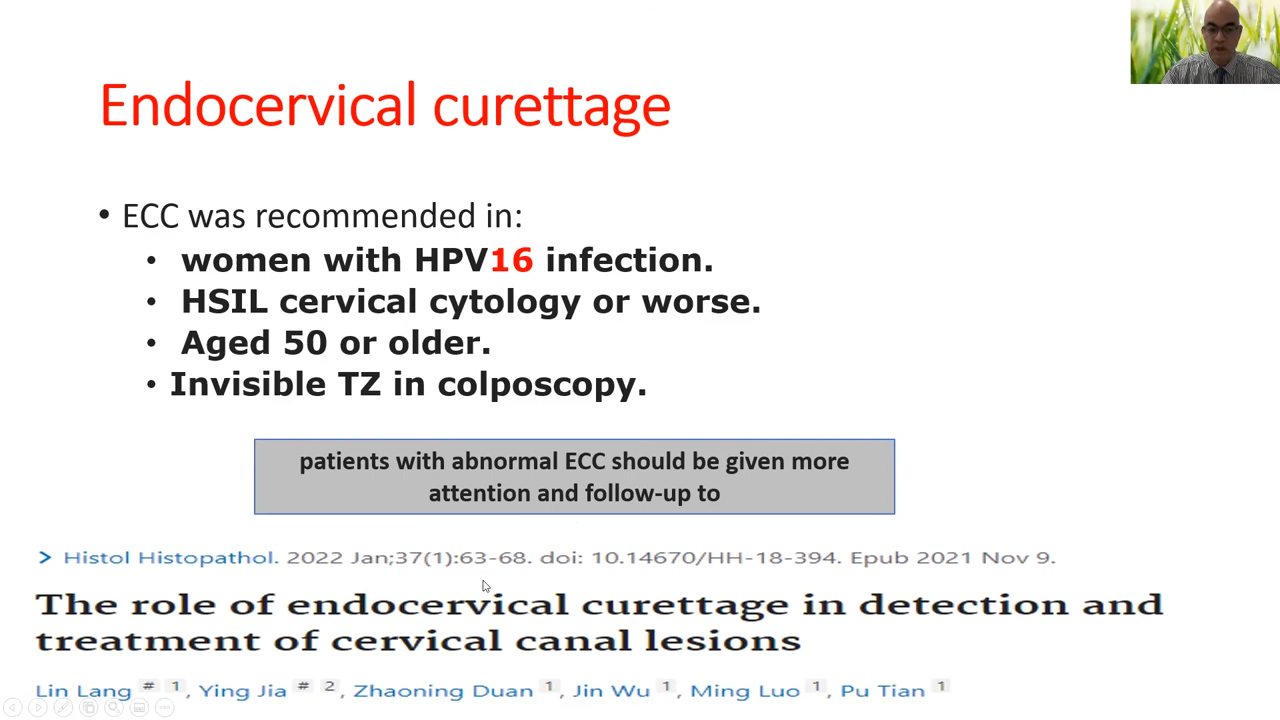 Endocervical curettage
• ECC was recommended in:
• women with HPV16 infection.
• HSIL cervical cytology or worse.
• Aged 50 or older.
• Invisible TZ in colposcopy.
patients with abnormal ECC should be given more
attention and follow-up to
> Histol Histopathol. 2022 Jan;37(1):63-68. doi: 10.14670/HH-18-394. Epub 2021 Nov 9.
The role of endocervical curettage in detection and
treatment of cervical canal lesions
Lin Lang # 1, Ying Jia # 2, Zhaoning Duan 1, Jin Wu 1, Ming Luo 1, Pu Tian 1